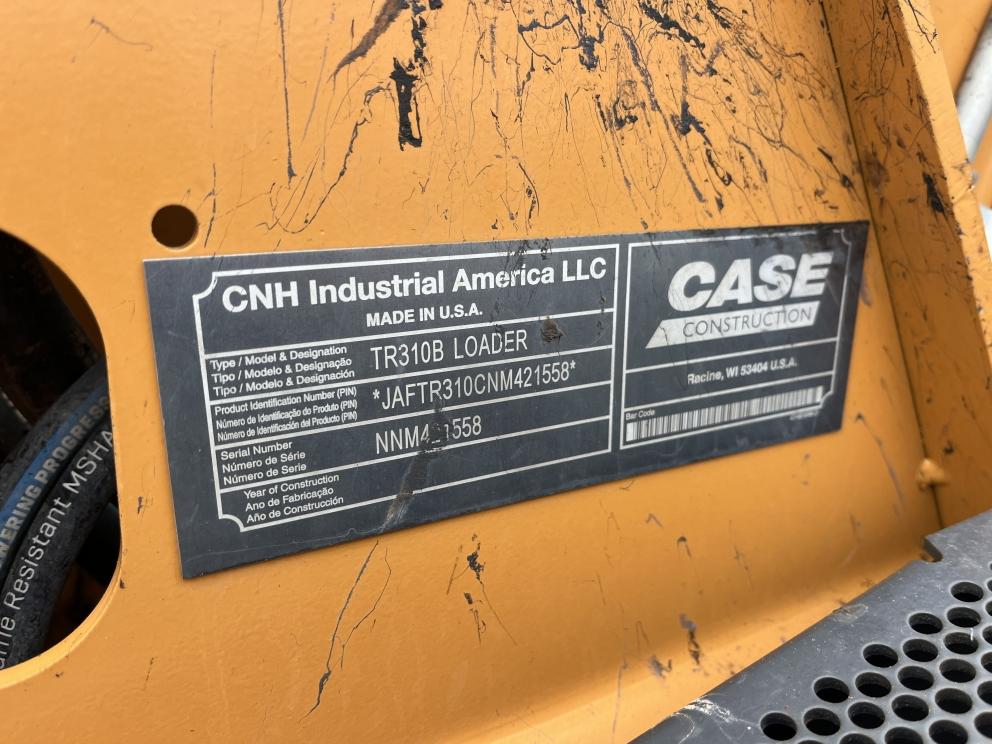 CNH Industrial America LLC
MADE IN U.S.A.
Type / Model & Designation
Tipo / Modelo & Designação
Tipo / Modelo & Designación
TR310B LOADER
Product Identification Number (PIN)
Número de Identificação do Produto (PIN)
Número de Identificación del Producto (PIN)
*JAFTR310CNM421558*
Serial Number
Número de Série
Número de Serie
NNM421558
Year of Construction
Ano de Fabricação
Año de Construcción
CASE
CONSTRUCTION
Racine, WI 53404 U.S.A.
Bar Code
Resistant MSHA